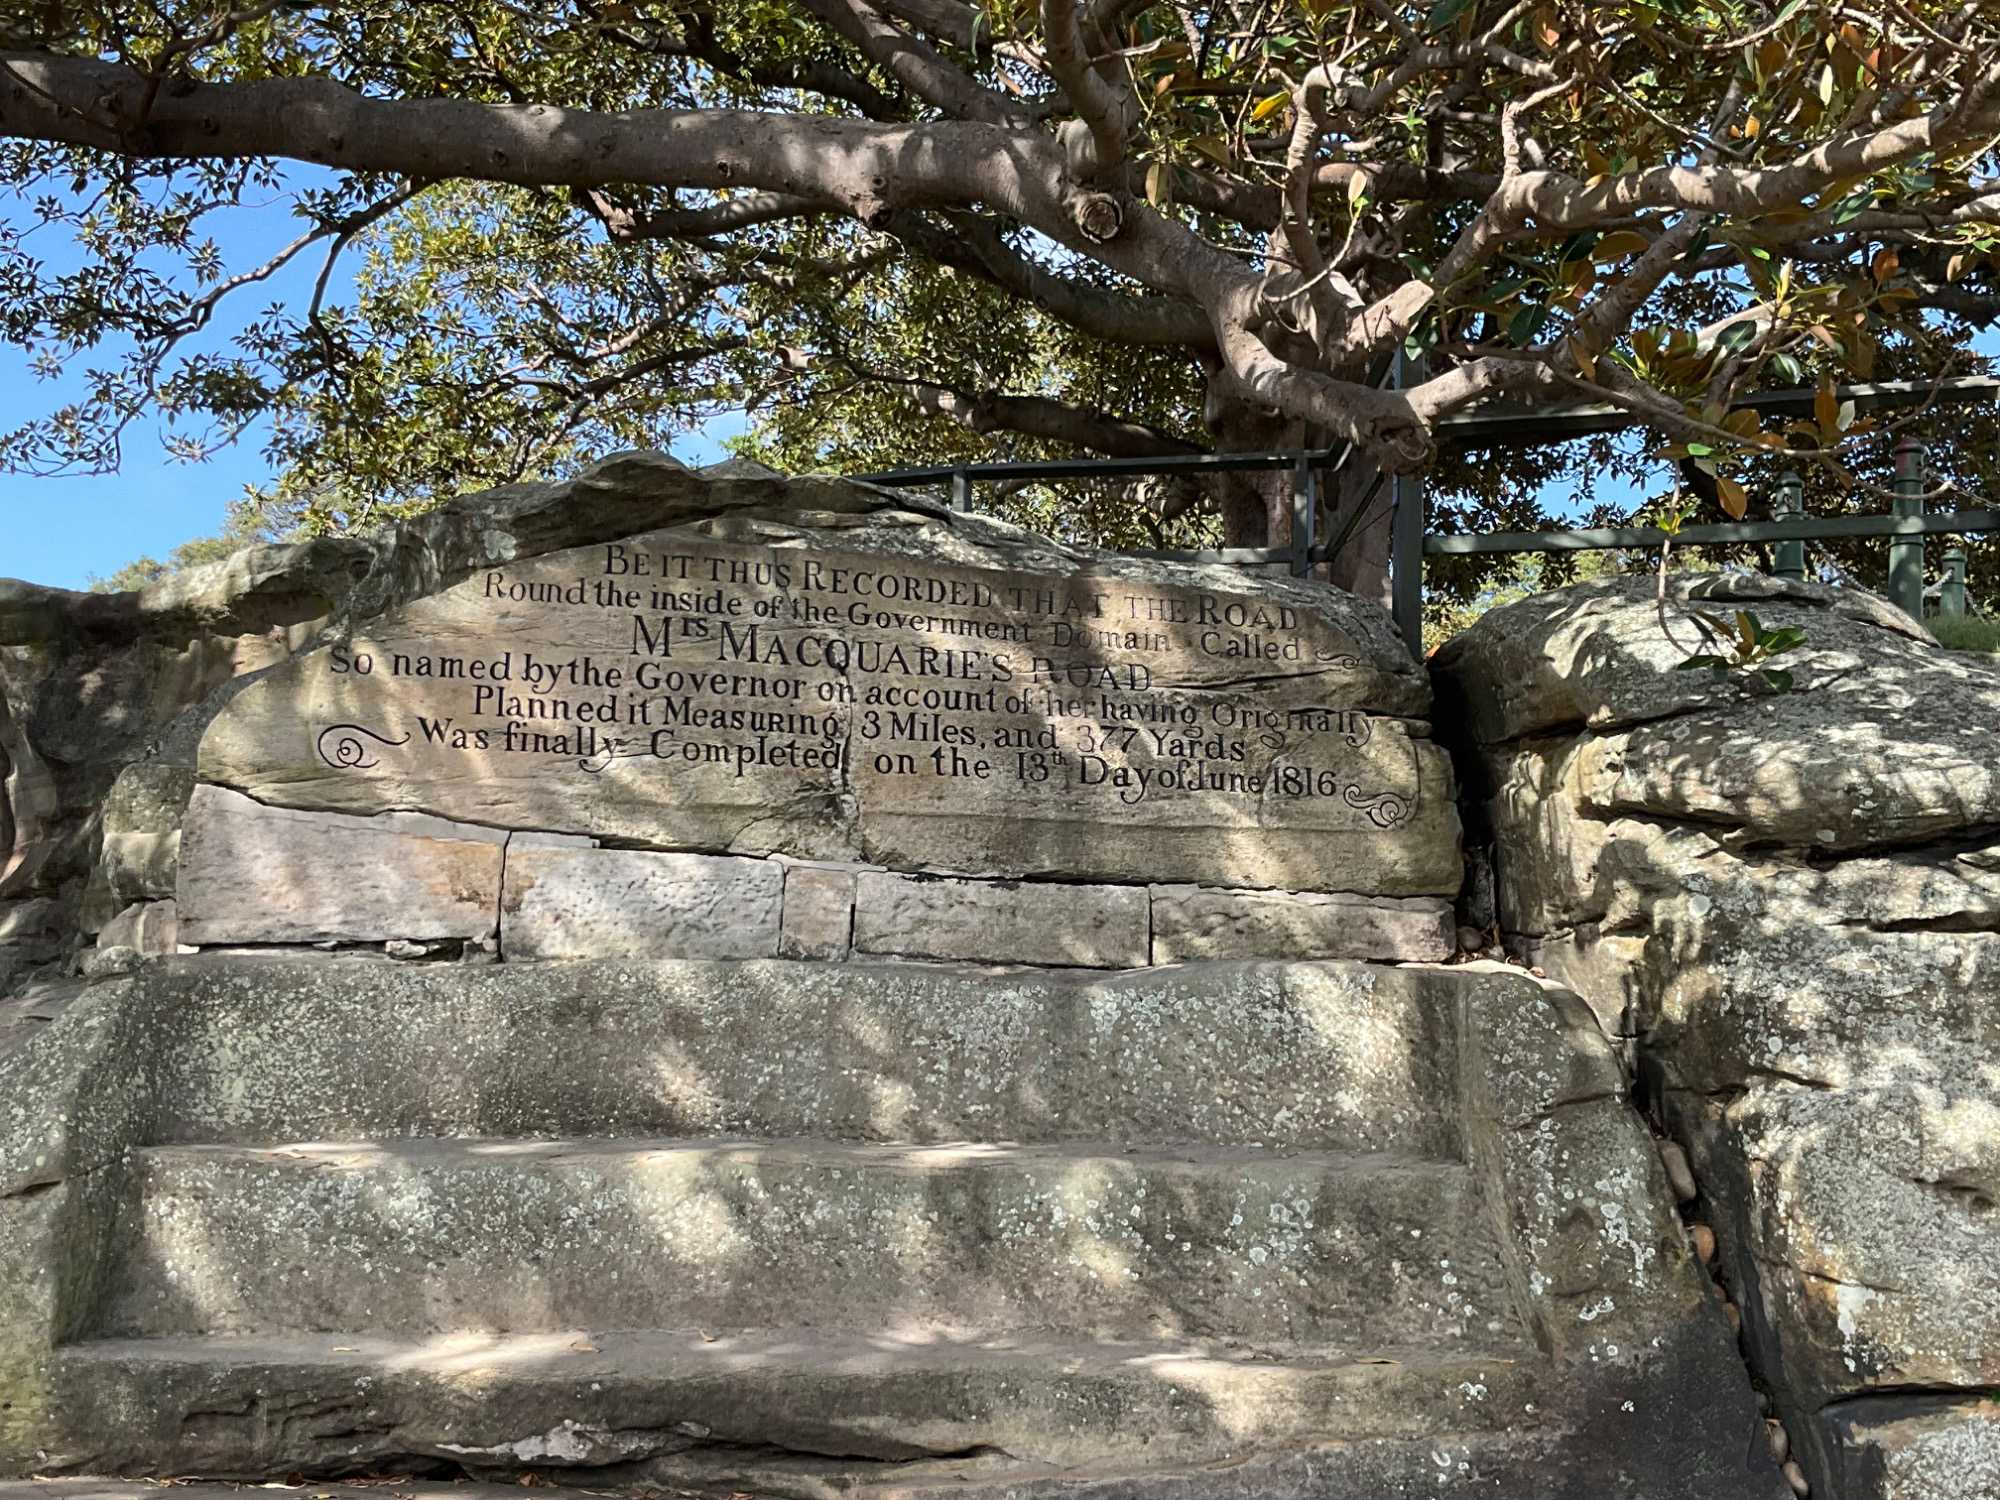 BE IT THUS RECORDED THAT THE ROAD
Round the inside of the Government Domain Called
Mrs MACQUARIE'S ROAD
So named by the Governor on account of her having Originally
Planned it Measuring 3 Miles, and 377 Yards
Was finally Completed on the 13th Day of June 1816